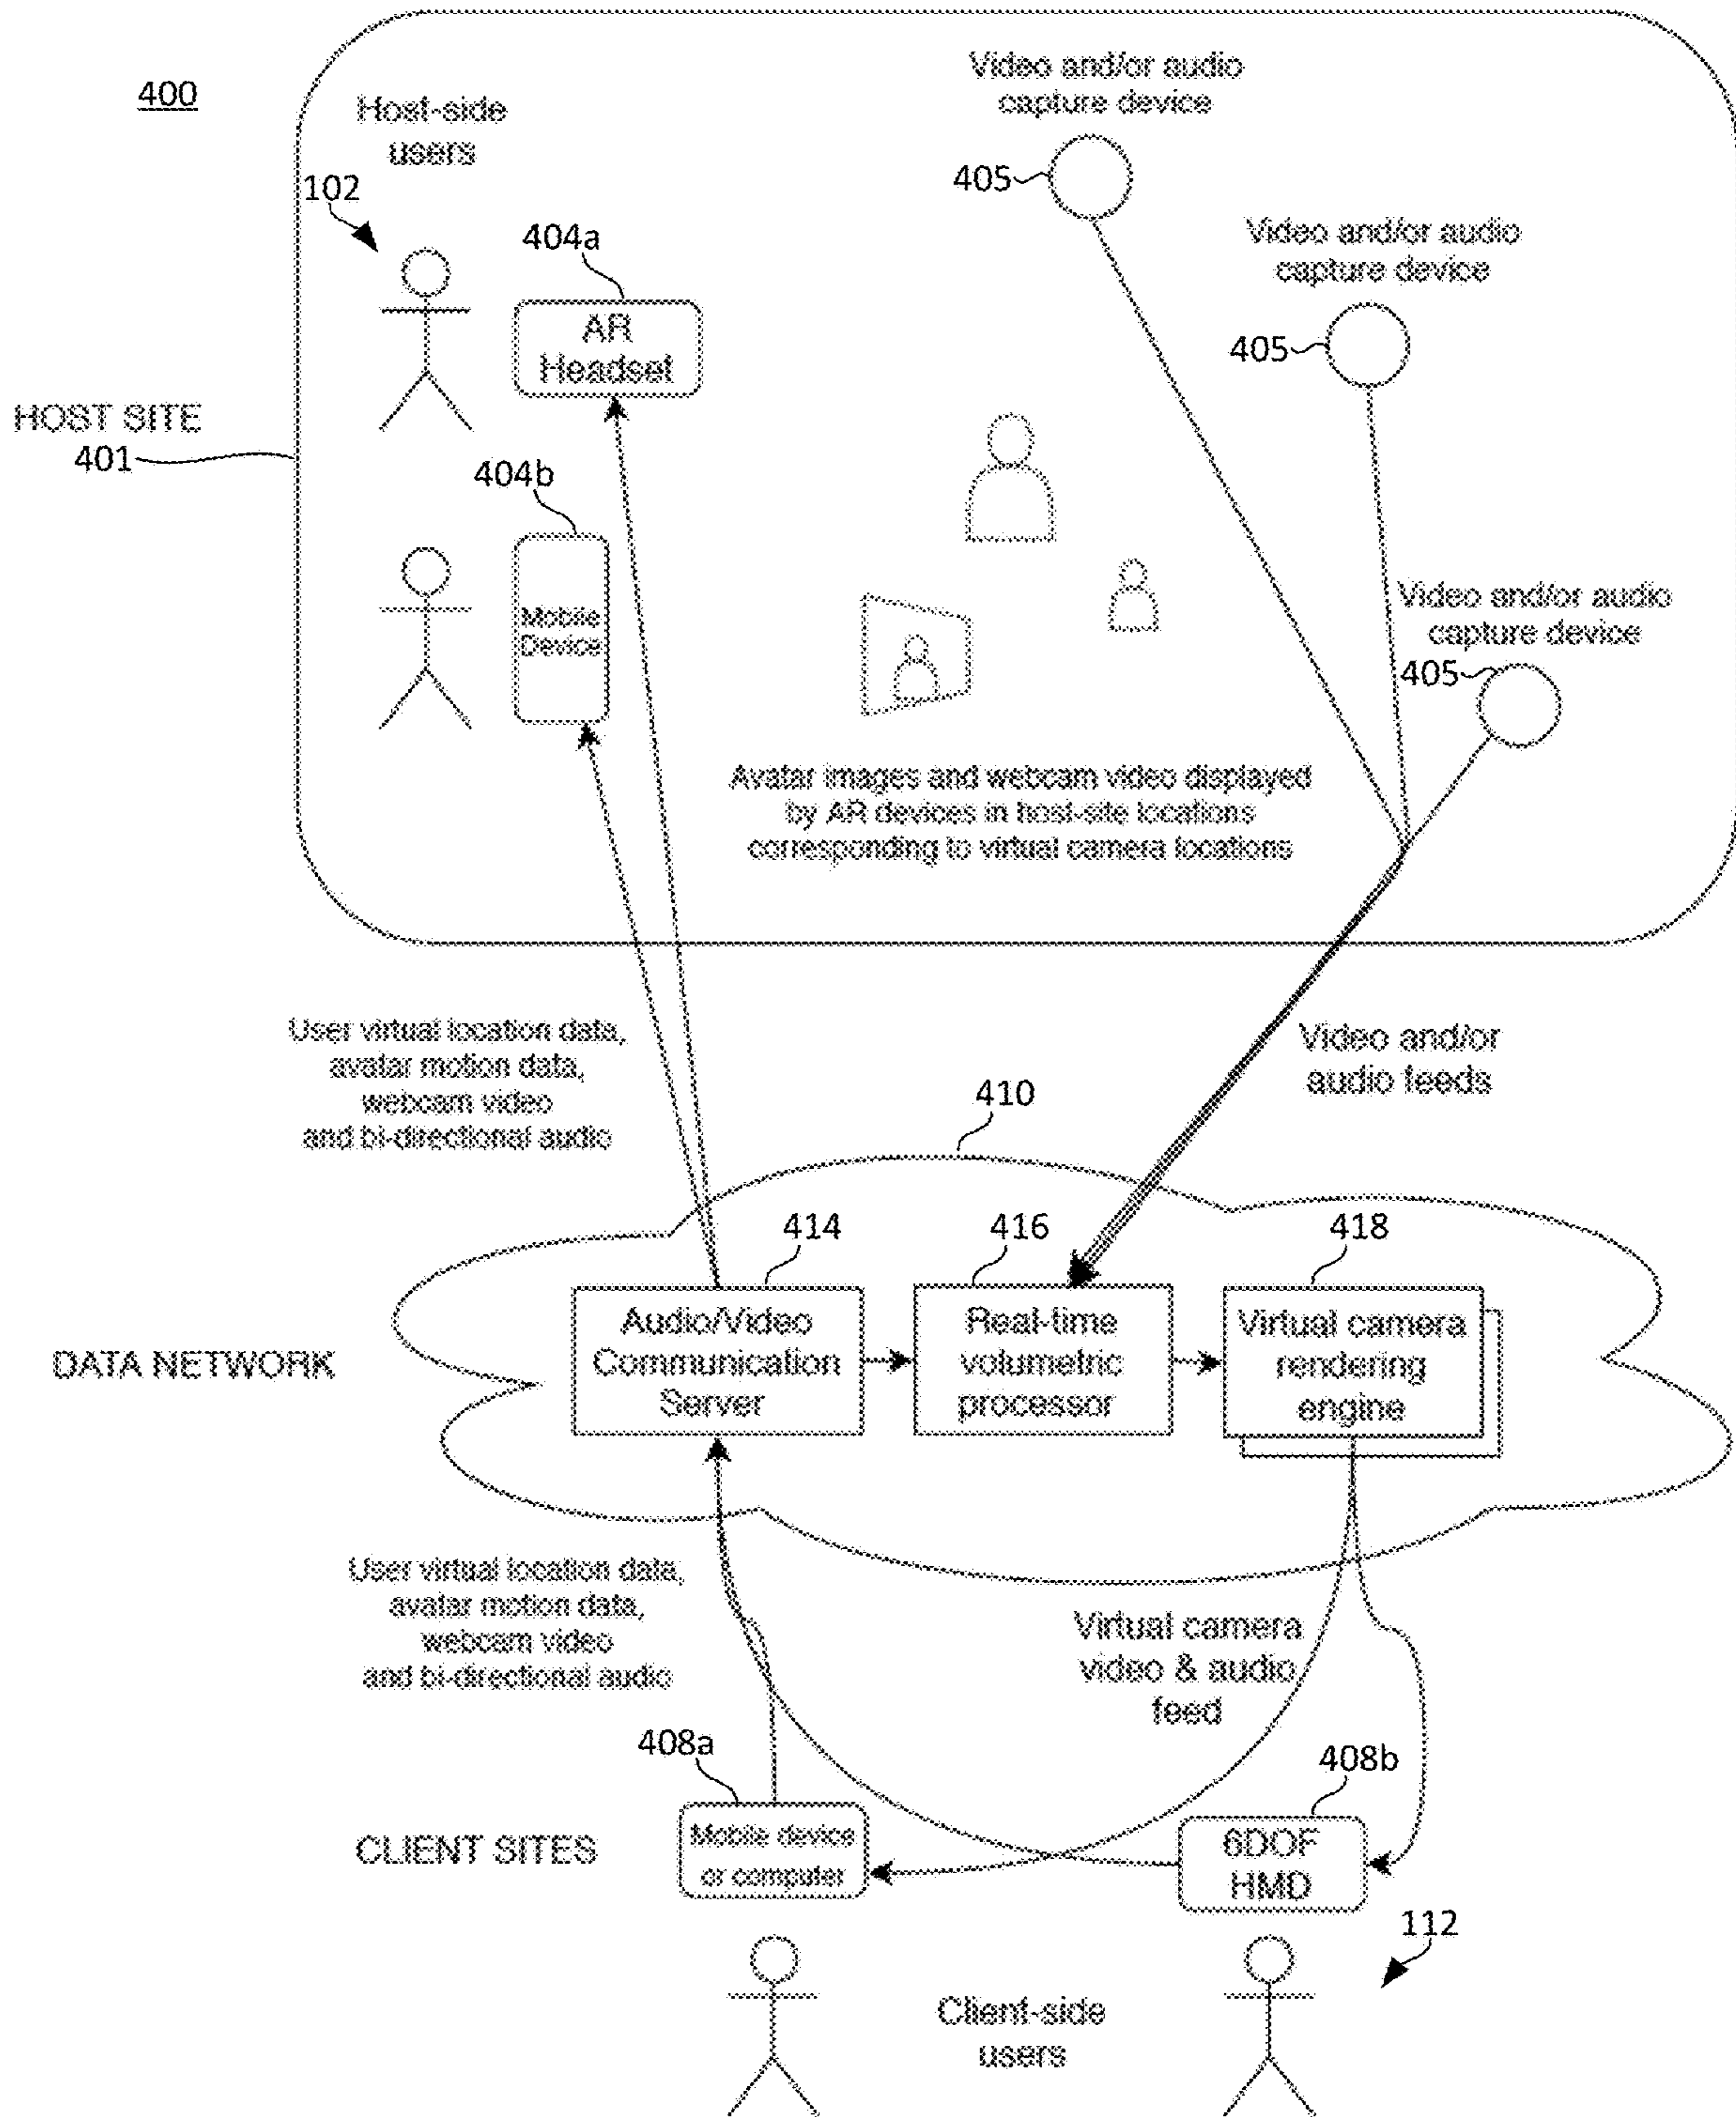 400
Host-side
users
102
404a
AR
Headset
Video and/or audio
capture device
405
Video and/or audio
capture device
405
HOST SITE
401
404b
Mobile
Device
Video and/or audio
capture device
405
Avatar images and webcam video displayed
by AR devices in host-site locations
corresponding to virtual camera locations
User virtual location data,
avatar motion data,
webcam video
and bi-directional audio
Video and/or
audio feeds
410
DATA NETWORK
414
Audio/Video
Communication
Server
416
Real-time
volumetric
processor
418
Virtual camera
rendering
engine
User virtual location data,
avatar motion data,
webcam video
and bi-directional audio
Virtual camera
video & audio
feed
CLIENT SITES
408a
Mobile device
or computer
408b
6DOF
HMD
112
Client-side
users